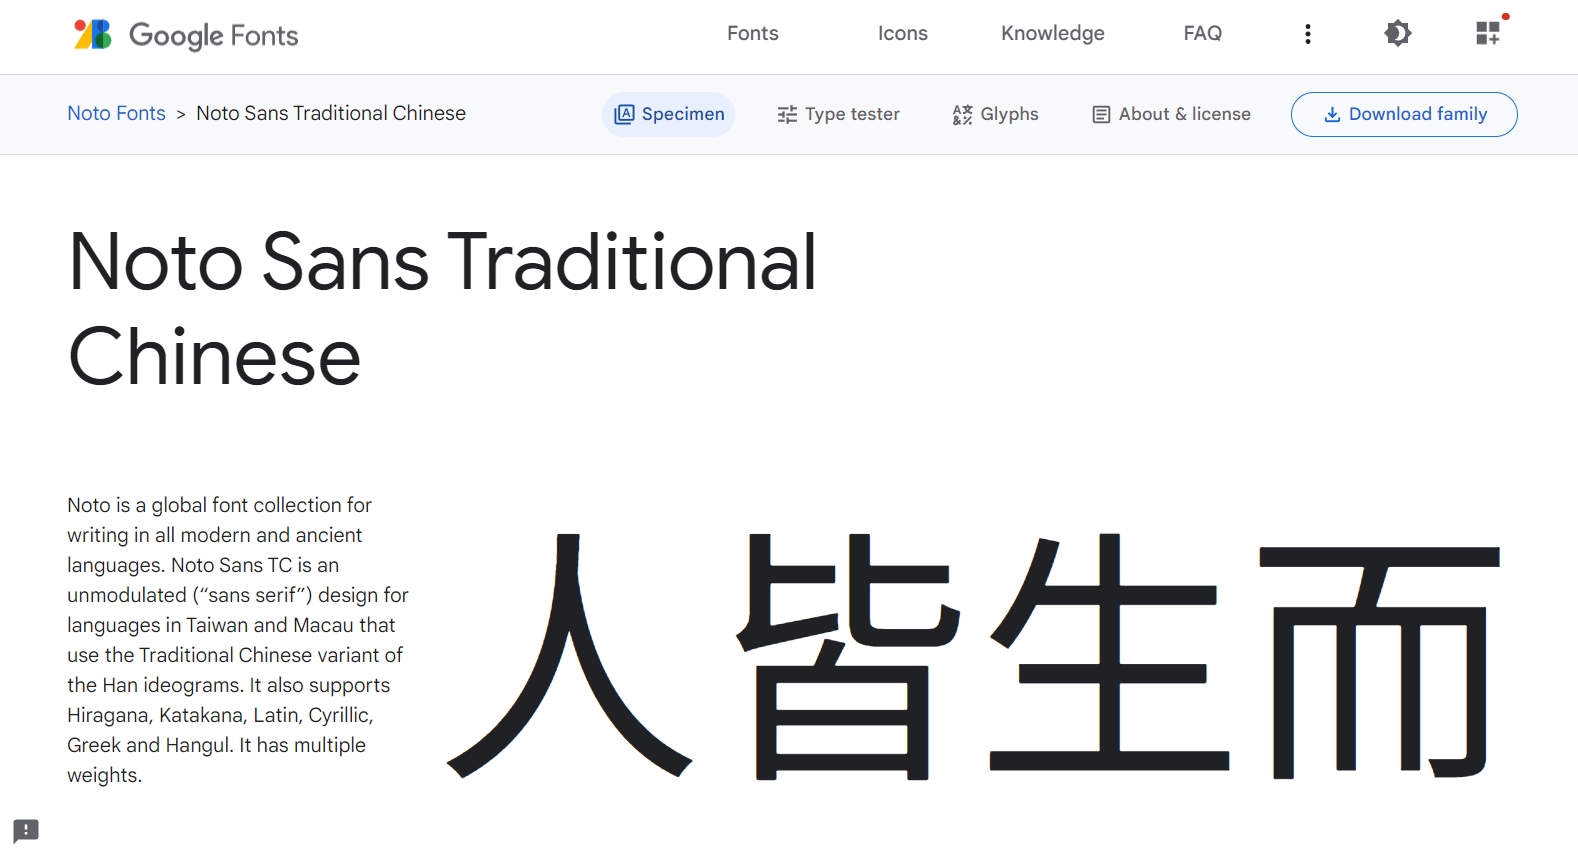 Google Fonts
Fonts
Icons
Knowledge
FAQ
Noto Fonts > Noto Sans Traditional Chinese
Specimen
Type tester
Glyphs
About & license
Download family
Noto Sans Traditional
Chinese
Noto is a global font collection for
writing in all modern and ancient
languages. Noto Sans TC is an
unmodulated (“sans serif”) design for
languages in Taiwan and Macau that
use the Traditional Chinese variant of
the Han ideograms. It also supports
Hiragana, Katakana, Latin, Cyrillic,
Greek and Hangul. It has multiple
weights.
人皆生而